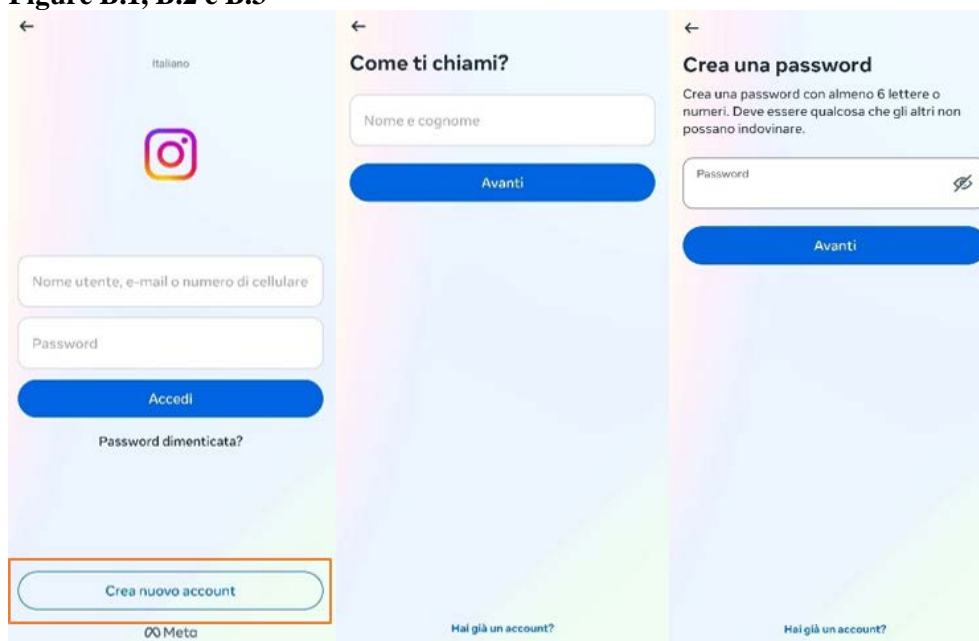 Figure B.1, B.2 e B.3
Italiano
Nome utente, e-mail o numero di cellulare
Password
Accedi
Password dimenticata?
Crea nuovo account
Meta
Come ti chiami?
Nome e cognome
Avanti
Hai già un account?
Crea una password
Crea una password con almeno 6 lettere o
numeri. Deve essere qualcosa che gli altri non
possano indovinare.
Password
Avanti
Hai già un account?